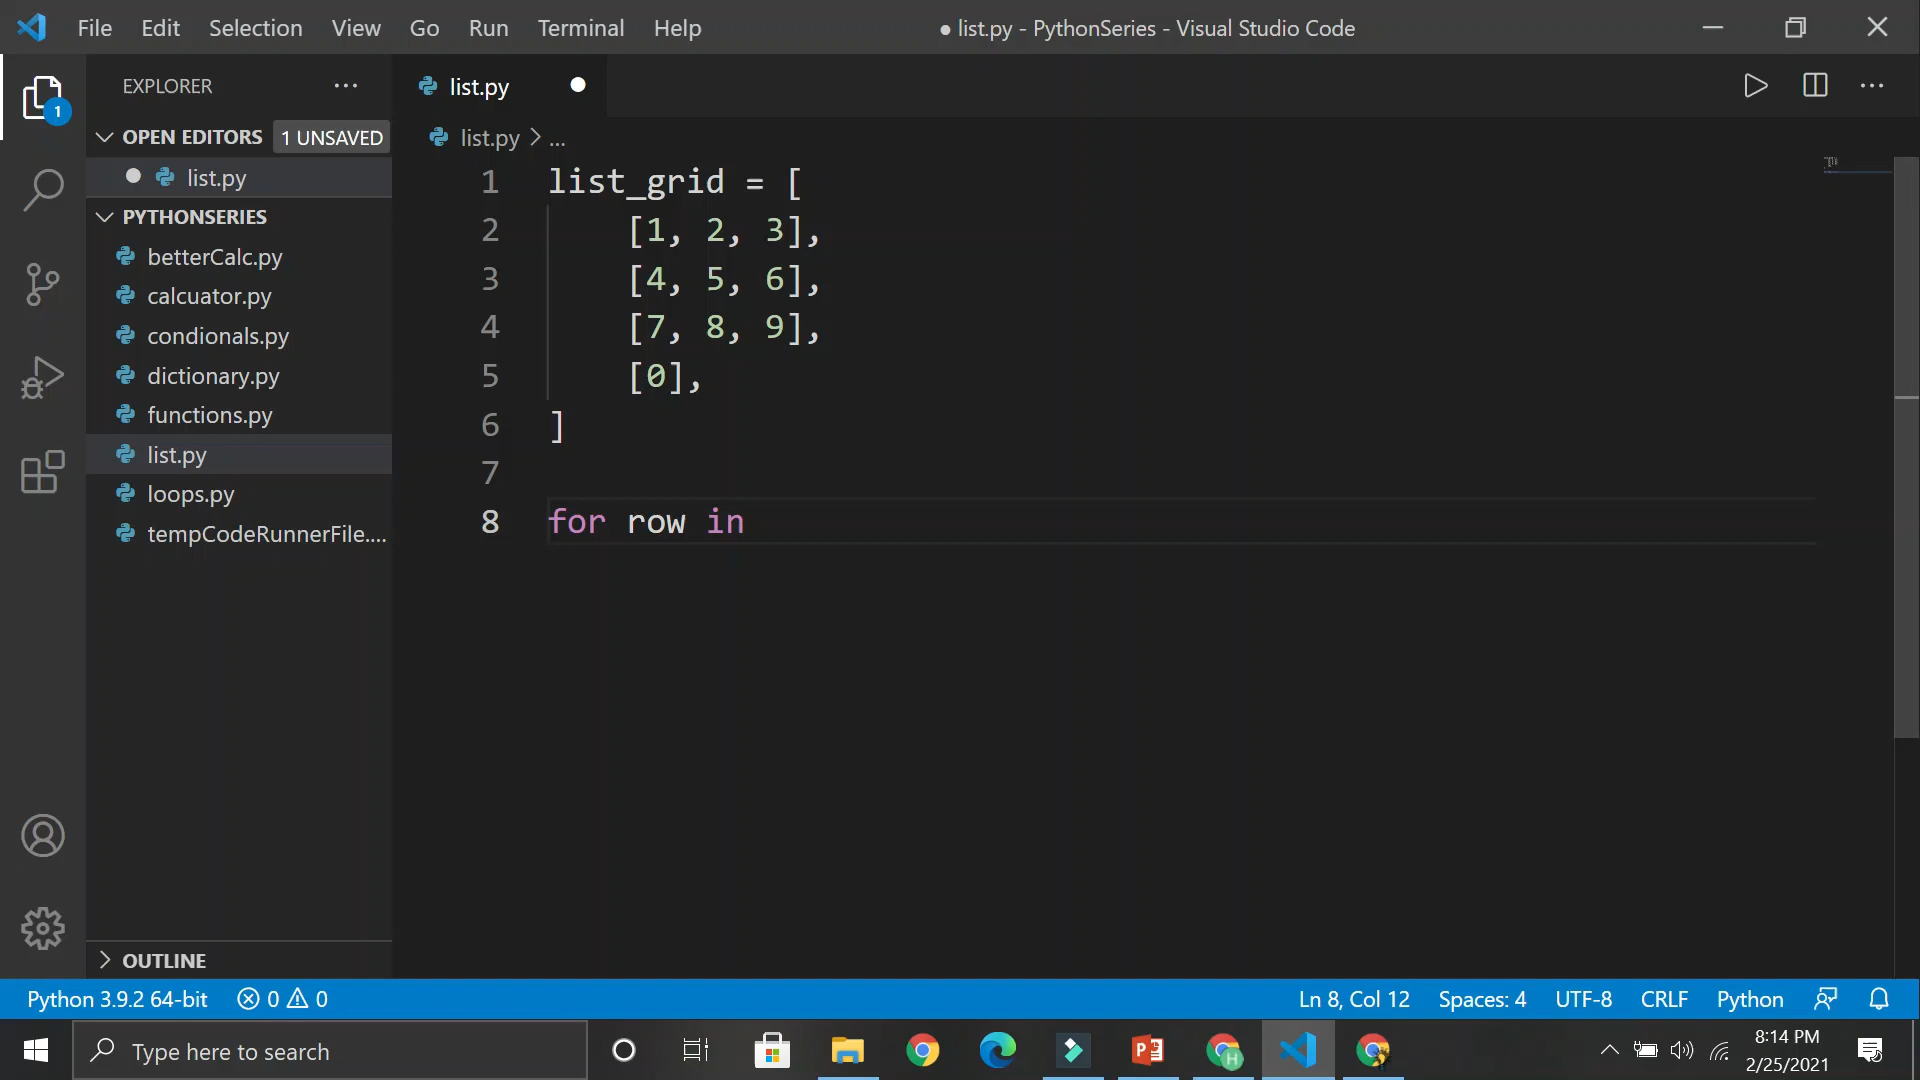 File Edit Selection View Go Run Terminal Help
● list.py - PythonSeries - Visual Studio Code
EXPLORER
1
OPEN EDITORS 1 UNSAVED
list.py
PYTHONSERIES
betterCalc.py
calcuator.py
condionals.py
dictionary.py
functions.py
list.py
loops.py
tempCodeRunnerFile....
OUTLINE
list.py
list.py > ...
1 list_grid = [
2 [1, 2, 3],
3 [4, 5, 6],
4 [7, 8, 9],
5 [0],
6 ]
7
8 for row in
Python 3.9.2 64-bit 0 0 Ln 8, Col 12 Spaces: 4 UTF-8 CRLF Python
Type here to search
8:14 PM
2/25/2021